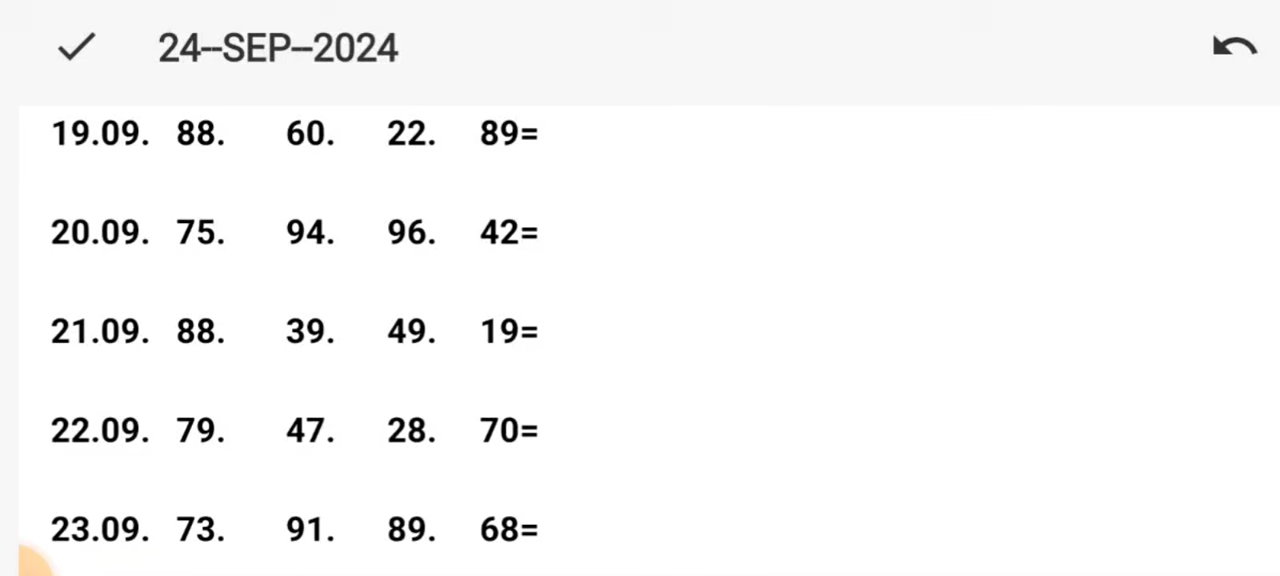 24--SEP--2024
19.09. 88. 60. 22. 89=
20.09. 75. 94. 96. 42=
21.09. 88. 39. 49. 19=
22.09. 79. 47. 28. 70=
23.09. 73. 91. 89. 68=